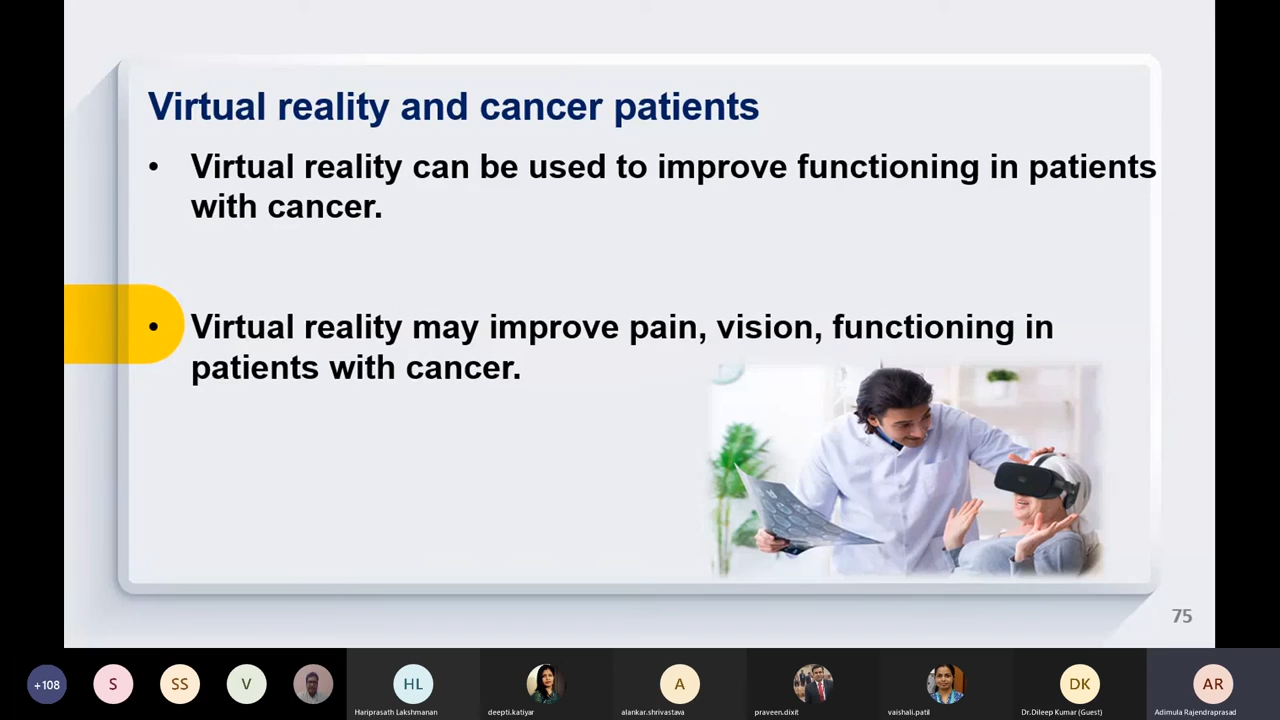 Virtual reality and cancer patients
• Virtual reality can be used to improve functioning in patients
with cancer.
• Virtual reality may improve pain, vision, functioning in
patients with cancer.
75
+108
S
SS
V
HL
A
DK
AR
Hariprasath Lakshmanan
deepti.katiyar
alankar.shrivastava
praveen.dixit
vaishali.patil
Dr.Dileep Kumar (Guest)
Adimula Rajendraprasad